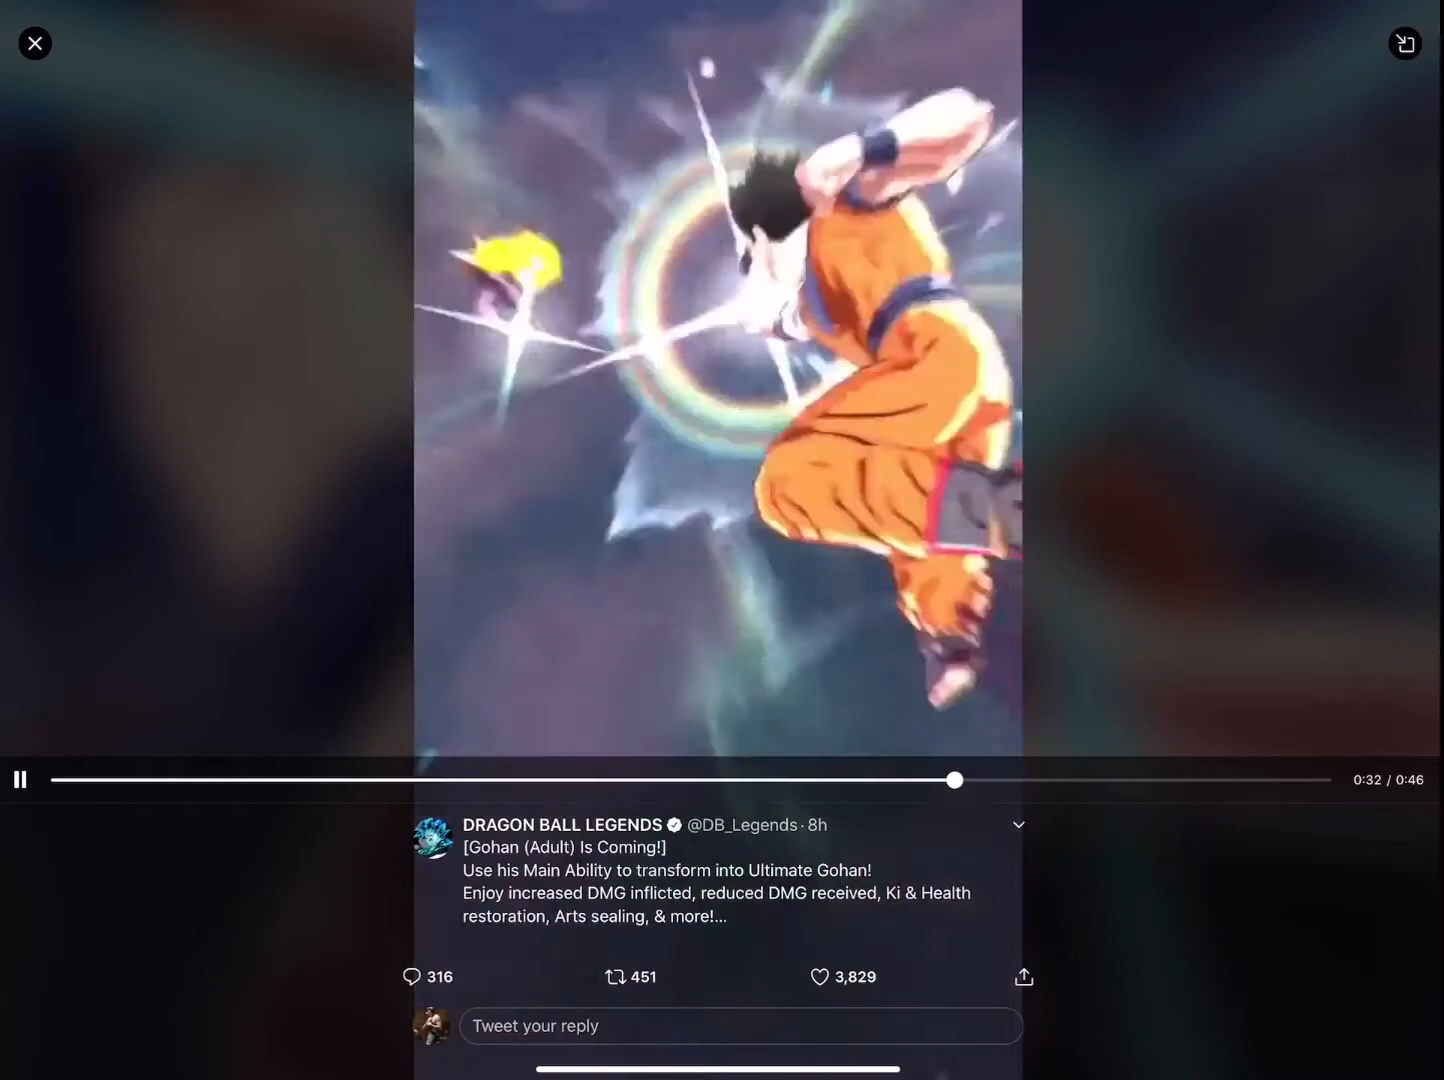 0:32 / 0:46
DRAGON BALL LEGENDS @DB_Legends · 8h
[Gohan (Adult) Is Coming!]
Use his Main Ability to transform into Ultimate Gohan!
Enjoy increased DMG inflicted, reduced DMG received, Ki & Health
restoration, Arts sealing, & more!...
316 451 3,829
Tweet your reply